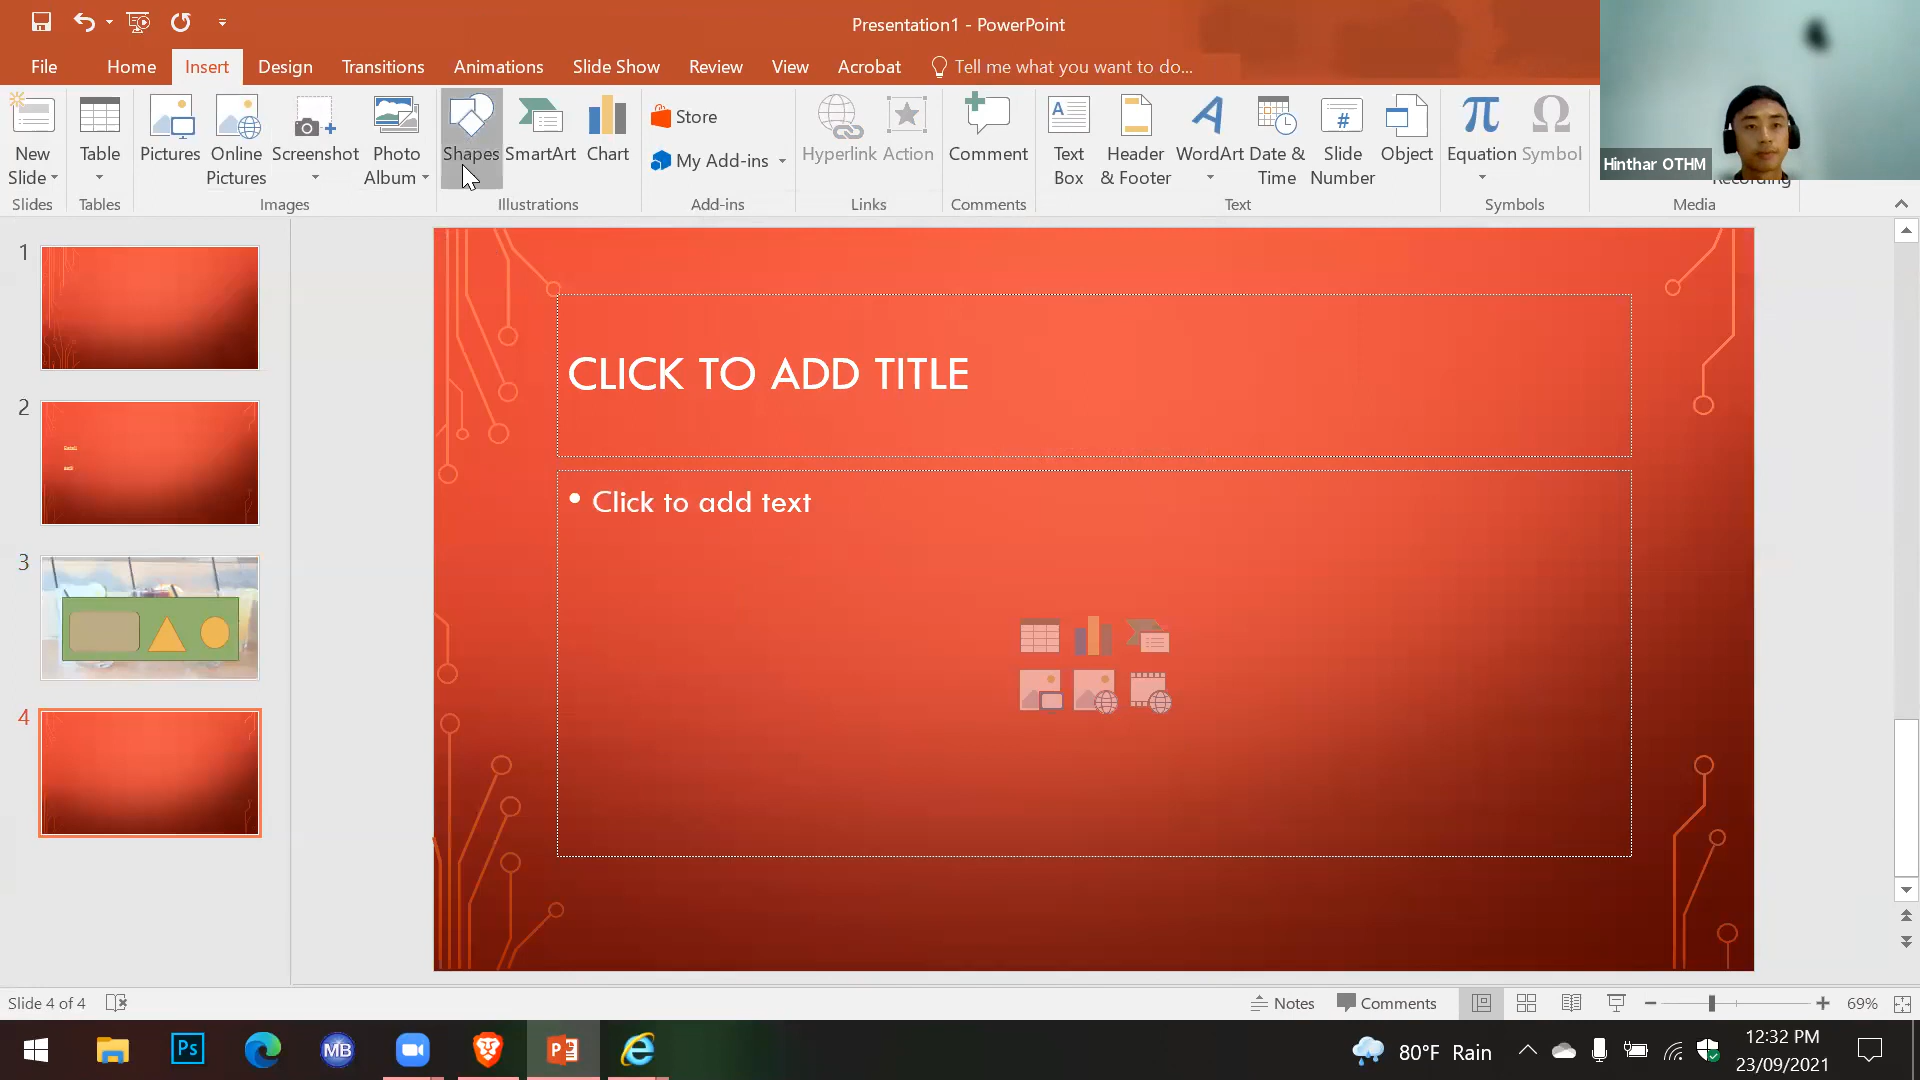 Presentation1 - PowerPoint
File Home Insert Design Transitions Animations Slide Show Review View Acrobat Tell me what you want to do...
New Slide
Table
Pictures
Online Pictures
Screenshot
Photo Album
Shapes
SmartArt
Chart
Store
My Add-ins
Hyperlink
Action
Comment
Text Box
Header & Footer
WordArt
Date & Time
Slide Number
Object
Equation
Symbol
Recording
Slides Tables Images Illustrations Add-ins Links Comments Text Symbols Media
Hinthar OTHM
1
2
3
4
CLICK TO ADD TITLE
• Click to add text
Slide 4 of 4
Notes
Comments
69%
Ps
MB
80°F Rain
12:32 PM
23/09/2021